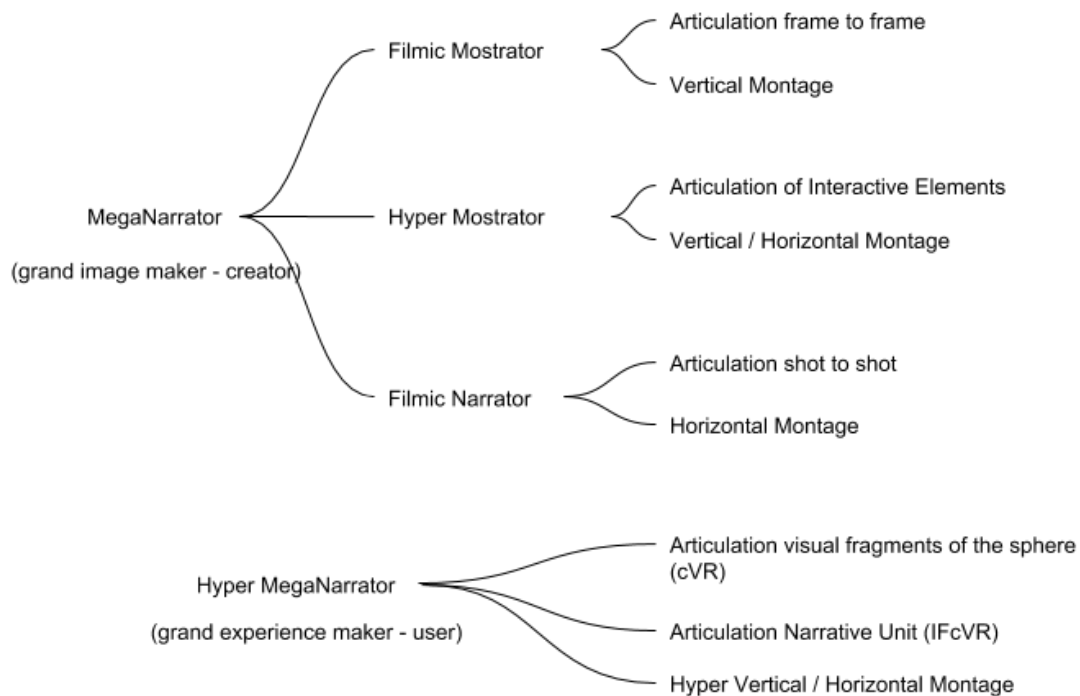 Articulation frame to frame
Filmic Mostrator
Vertical Montage
Articulation of Interactive Elements
MegaNarrator
Hyper Mostrator
Vertical / Horizontal Montage
(grand image maker - creator)
Articulation shot to shot
Filmic Narrator
Horizontal Montage
Articulation visual fragments of the sphere
(cVR)
Hyper MegaNarrator
(grand experience maker - user)
Articulation Narrative Unit (IFcVR)
Hyper Vertical / Horizontal Montage